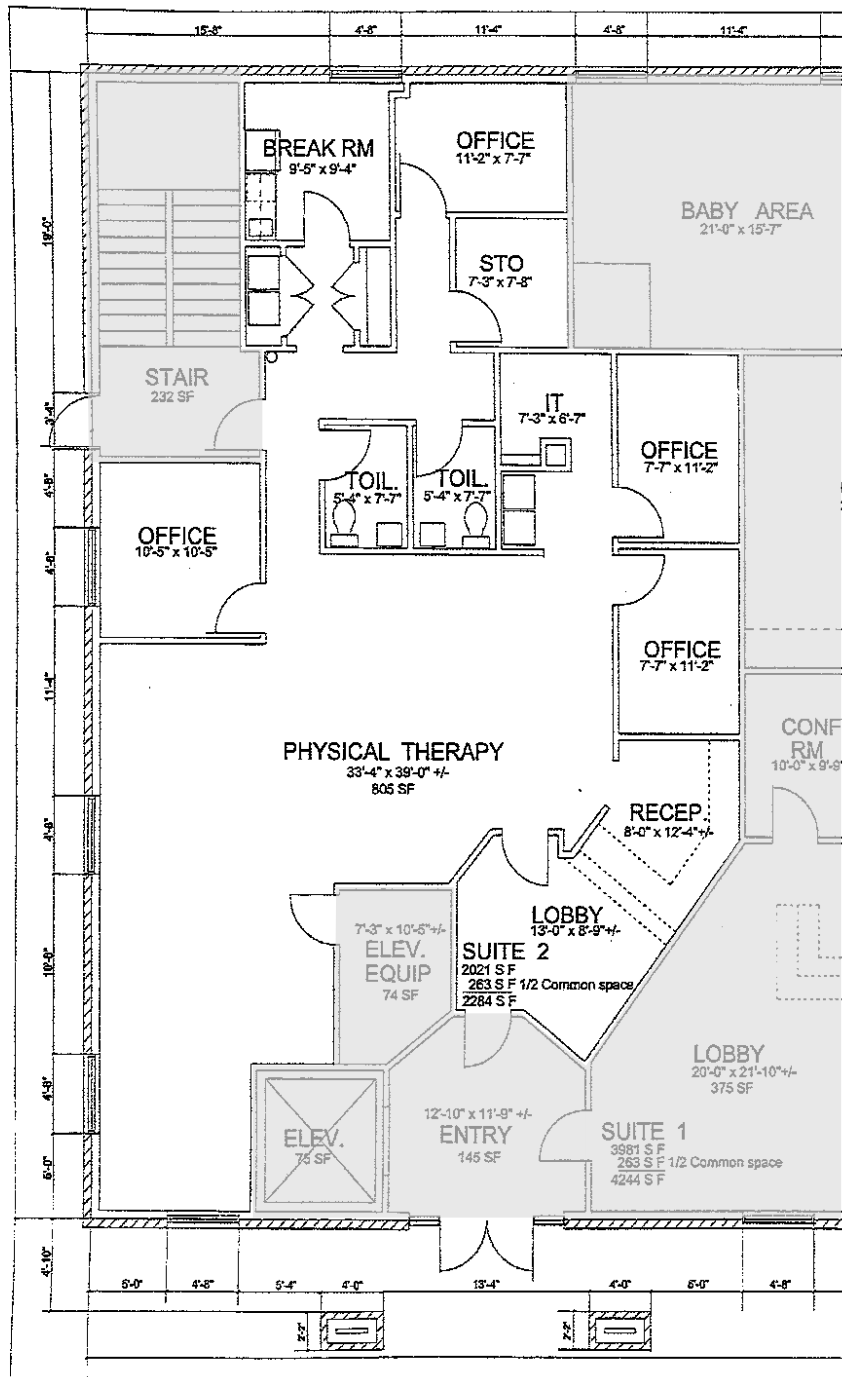 15'-8" 4'-8" 11'-4" 4'-8" 11'-4"
BREAK RM
9'-5" x 9'-4"
OFFICE
11'-2" x 7'-7"
BABY AREA
21'-0" x 15'-7"
19'-0"
STO
7'-3" x 7'-8"
STAIR
232 SF
3'-4"
IT
7'-3" x 6'-7"
OFFICE
7'-7" x 11'-2"
TOIL.
5'-4" x 7'-7"
TOIL.
5'-4" x 7'-7"
4'-8"
OFFICE
10'-5" x 10'-5"
OFFICE
7'-7" x 11'-2"
11'-4"
PHYSICAL THERAPY
33'-4" x 39'-0" +/-
805 SF
CONF
RM
10'-0" x 9'-9"
RECEP.
8'-0" x 12'-4"+/-
4'-8"
LOBBY
13'-0" x 8'-9"+/-
7'-3" x 10'-5"+/-
ELEV.
EQUIP
74 SF
SUITE 2
2021 S F
263 S F 1/2 Common space
2284 S F
10'-0"
LOBBY
20'-0" x 21'-10"+/-
375 SF
4'-8"
12'-10" x 11'-9" +/-
ENTRY
145 SF
ELEV.
75 SF
SUITE 1
3981 S F
263 S F 1/2 Common space
4244 S F
4'-10"
4'-8" 5'-4" 4'-0" 13'-4" 4'-0" 4'-8"
2'-2" 2'-2"